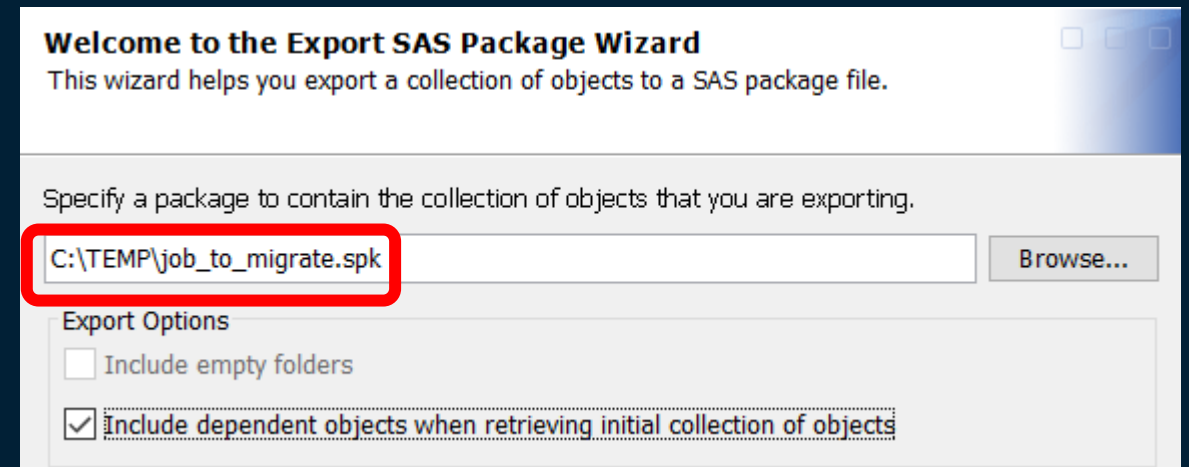 Welcome to the Export SAS Package Wizard
This wizard helps you export a collection of objects to a SAS package file.
Specify a package to contain the collection of objects that you are exporting.
C:\TEMP\job_to_migrate.spk
Browse...
Export Options
Include empty folders
Include dependent objects when retrieving initial collection of objects